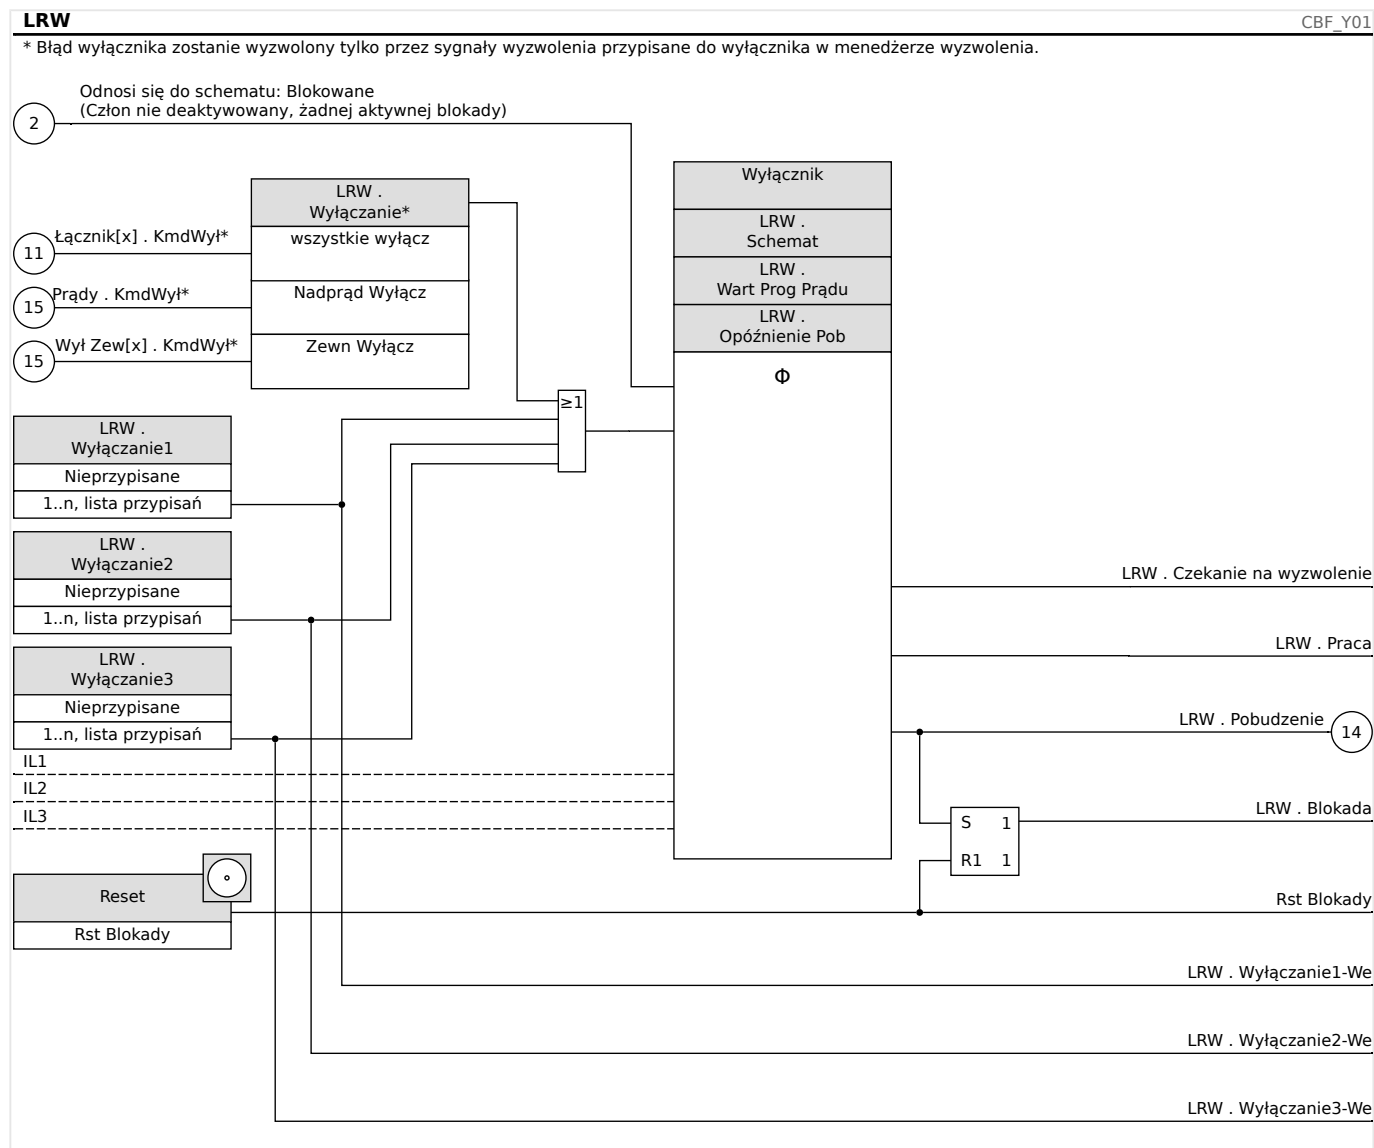 LRW
CBF_Y01
* Błąd wyłącznika zostanie wyzwolony tylko przez sygnały wyzwolenia przypisane do wyłącznika w menedżerze wyzwolenia.
Odnosi się do schematu: Blokowane
(Człon nie deaktywowany, żadnej aktywnej blokady)
2
LRW .
Wyłączanie*
wszystkie wyłącz
Nadprąd Wyłącz
Zewn Wyłącz
11
Łącznik[x] . KmdWył*
15
Prądy . KmdWył*
15
Wył Zew[x] . KmdWył*
Wyłącznik
LRW .
Schemat
LRW .
Wart Prog Prądu
LRW .
Opóźnienie Pob
Φ
≥1
LRW .
Wyłączanie1
Nieprzypisane
1..n, lista przypisań
LRW .
Wyłączanie2
Nieprzypisane
1..n, lista przypisań
LRW .
Wyłączanie3
Nieprzypisane
1..n, lista przypisań
IL1
IL2
IL3
LRW . Czekanie na wyzwolenie
LRW . Praca
LRW . Pobudzenie
14
S 1
R1 1
LRW . Blokada
Reset
Rst Blokady
Rst Blokady
LRW . Wyłączanie1-We
LRW . Wyłączanie2-We
LRW . Wyłączanie3-We